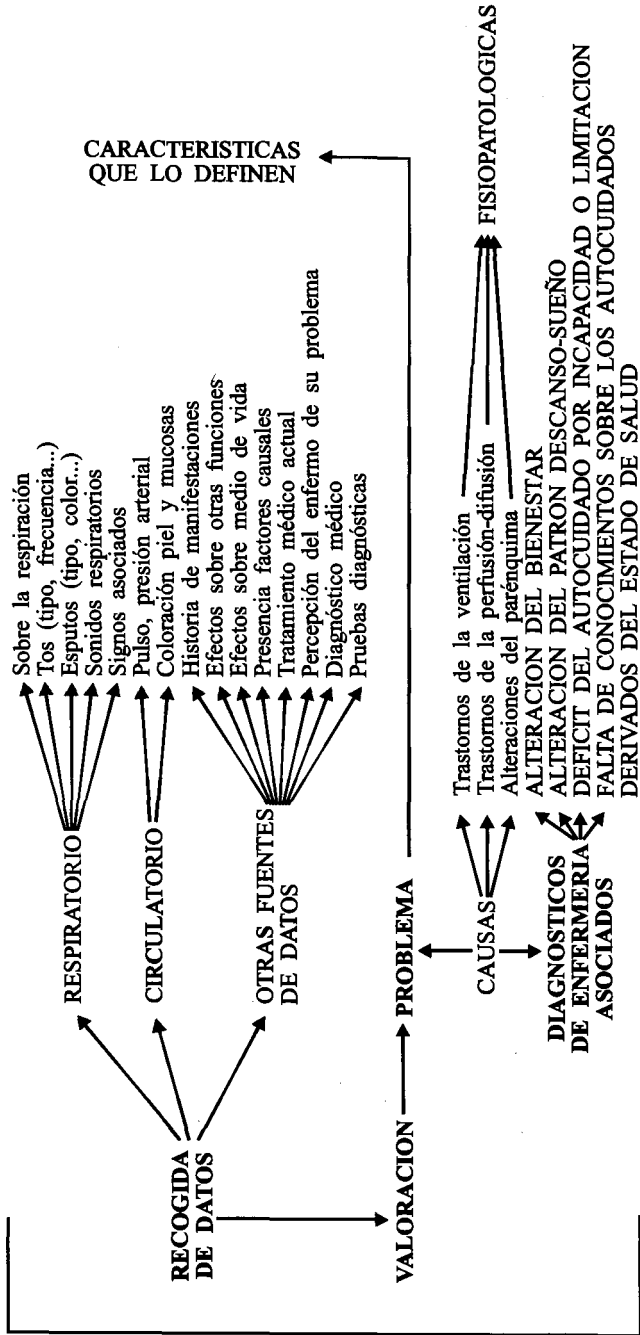 RECOGIDA
DE DATOS
RESPIRATORIO
Sobre la respiración
Tos (tipo, frecuencia...)
Esputos (tipo, color...)
Sonidos respiratorios
Signos asociados
CIRCULATORIO
Pulso, presión arterial
Coloración piel y mucosas
OTRAS FUENTES
DE DATOS
Historia de manifestaciones
Efectos sobre otras funciones
Efectos sobre medio de vida
Presencia factores causales
Tratamiento médico actual
Percepción del enfermo de su problema
Diagnóstico médico
Pruebas diagnósticas
CARACTERISTICAS
QUE LO DEFINEN
VALORACION
PROBLEMA
CAUSAS
Trastornos de la ventilación
Trastornos de la perfusión-difusión
Alteraciones del parénquima
FISIOPATOLOGICAS
DIAGNOSTICOS
DE ENFERMERIA
ASOCIADOS
ALTERACION DEL BIENESTAR
ALTERACION DEL PATRON DESCANSO-SUEÑO
DEFICIT DEL AUTOCUIDADO POR INCAPACIDAD O LIMITACION
FALTA DE CONOCIMIENTOS SOBRE LOS AUTOCUIDADOS
DERIVADOS DEL ESTADO DE SALUD